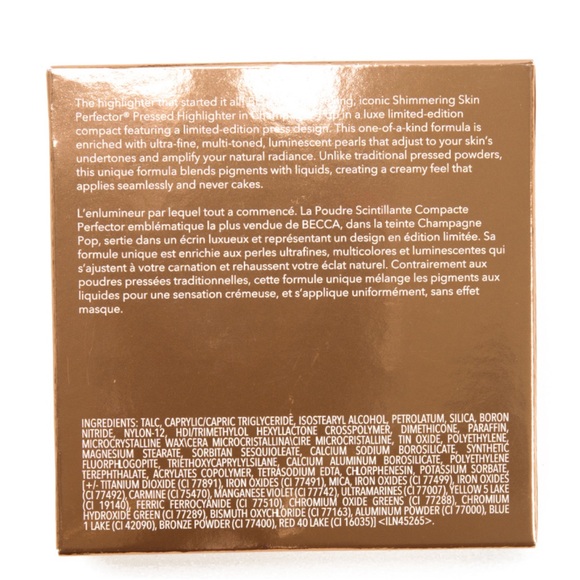 The highlighter that started it all iconic Shimmering Skin
Perfector® Pressed Highlighter in in a luxe limited-edition
compact featuring a limited-edition press design. This one-of-a-kind formula is
enriched with ultra-fine, multi-toned, luminescent pearls that adjust to your skin's
undertones and amplify your natural radiance. Unlike traditional pressed powders,
this unique formula blends pigments with liquids, creating a creamy feel that
applies seamlessly and never cakes.
L'enlumineur par lequel tout a commencé. La Poudre Scintillante Compacte
Perfector emblématique la plus vendue de BECCA, dans la teinte Champagne
Pop, sertie dans un écrin luxueux et représentant un design en édition limitée. Sa
formule unique est enrichie aux perles ultrafines, multicolores et luminescentes qui
s'ajustent à votre carnation et rehaussent votre éclat naturel. Contrairement aux
poudres pressées traditionnelles, cette formule unique mélange les pigments aux
liquides pour une sensation crémeuse, et s'applique uniformément, sans effet
masque.
INGREDIENTS: TALC, CAPRYLIC/CAPRIC TRIGLYCERIDE, ISOSTEARYL ALCOHOL, PETROLATUM, SILICA, BORON
NITRIDE, NYLON-12, HDI/TRIMETHYLOL HEXYLLACTONE CROSSPOLYMER, DIMETHICONE, PARAFFIN,
MICROCRYSTALLINE WAX\CERA MICROCRISTALLINA\CIRE MICROCRISTALLINE, TIN OXIDE, POLYETHYLENE,
MAGNESIUM STEARATE, SORBITAN SESQUIOLEATE, CALCIUM SODIUM BOROSILICATE, SYNTHETIC
FLUORPHLOGOPITE, TRIETHOXYCAPRYLYLSILANE, CALCIUM ALUMINUM BOROSILICATE, POLYETHYLENE
TEREPHTHALATE, ACRYLATES COPOLYMER, TETRASODIUM EDTA, CHLORPHENESIN, POTASSIUM SORBATE,
[+/- TITANIUM DIOXIDE (CI 77891), IRON OXIDES (CI 77491), MICA, IRON OXIDES (CI 77499), IRON OXIDES
(CI 77492), CARMINE (CI 75470), MANGANESE VIOLET (CI 77742), ULTRAMARINES (CI 77007), YELLOW 5 LAKE
(CI 19140), FERRIC FERROCYANIDE (CI 77510), CHROMIUM OXIDE GREENS (CI 77288), CHROMIUM
HYDROXIDE GREEN (CI 77289), BISMUTH OXYCHLORIDE (CI 77163), ALUMINUM POWDER (CI 77000), BLUE
1 LAKE (CI 42090), BRONZE POWDER (CI 77400), RED 40 LAKE (CI 16035)] <ILN45265>.